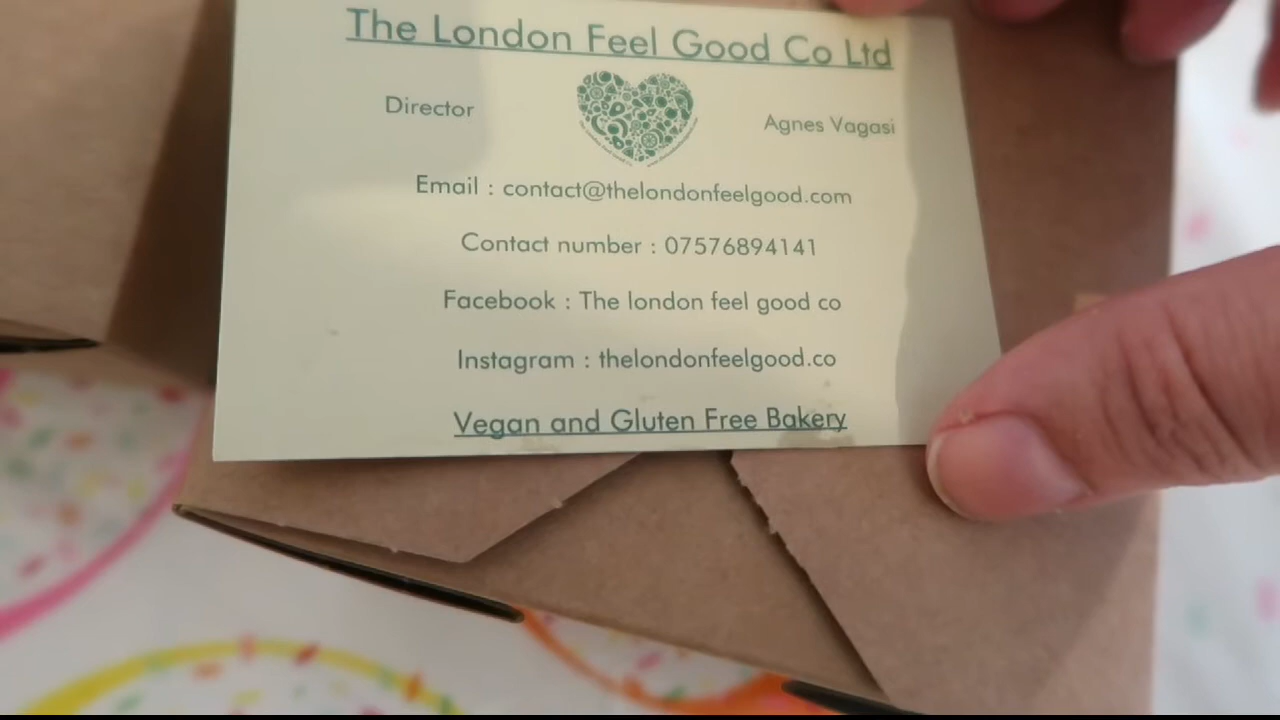 The London Feel Good Co Ltd
Director
Agnes Vagasi
Email : contact@thelondonfeelgood.com
Contact number : 07576894141
Facebook : The london feel good co
Instagram : thelondonfeelgood.co
Vegan and Gluten Free Bakery